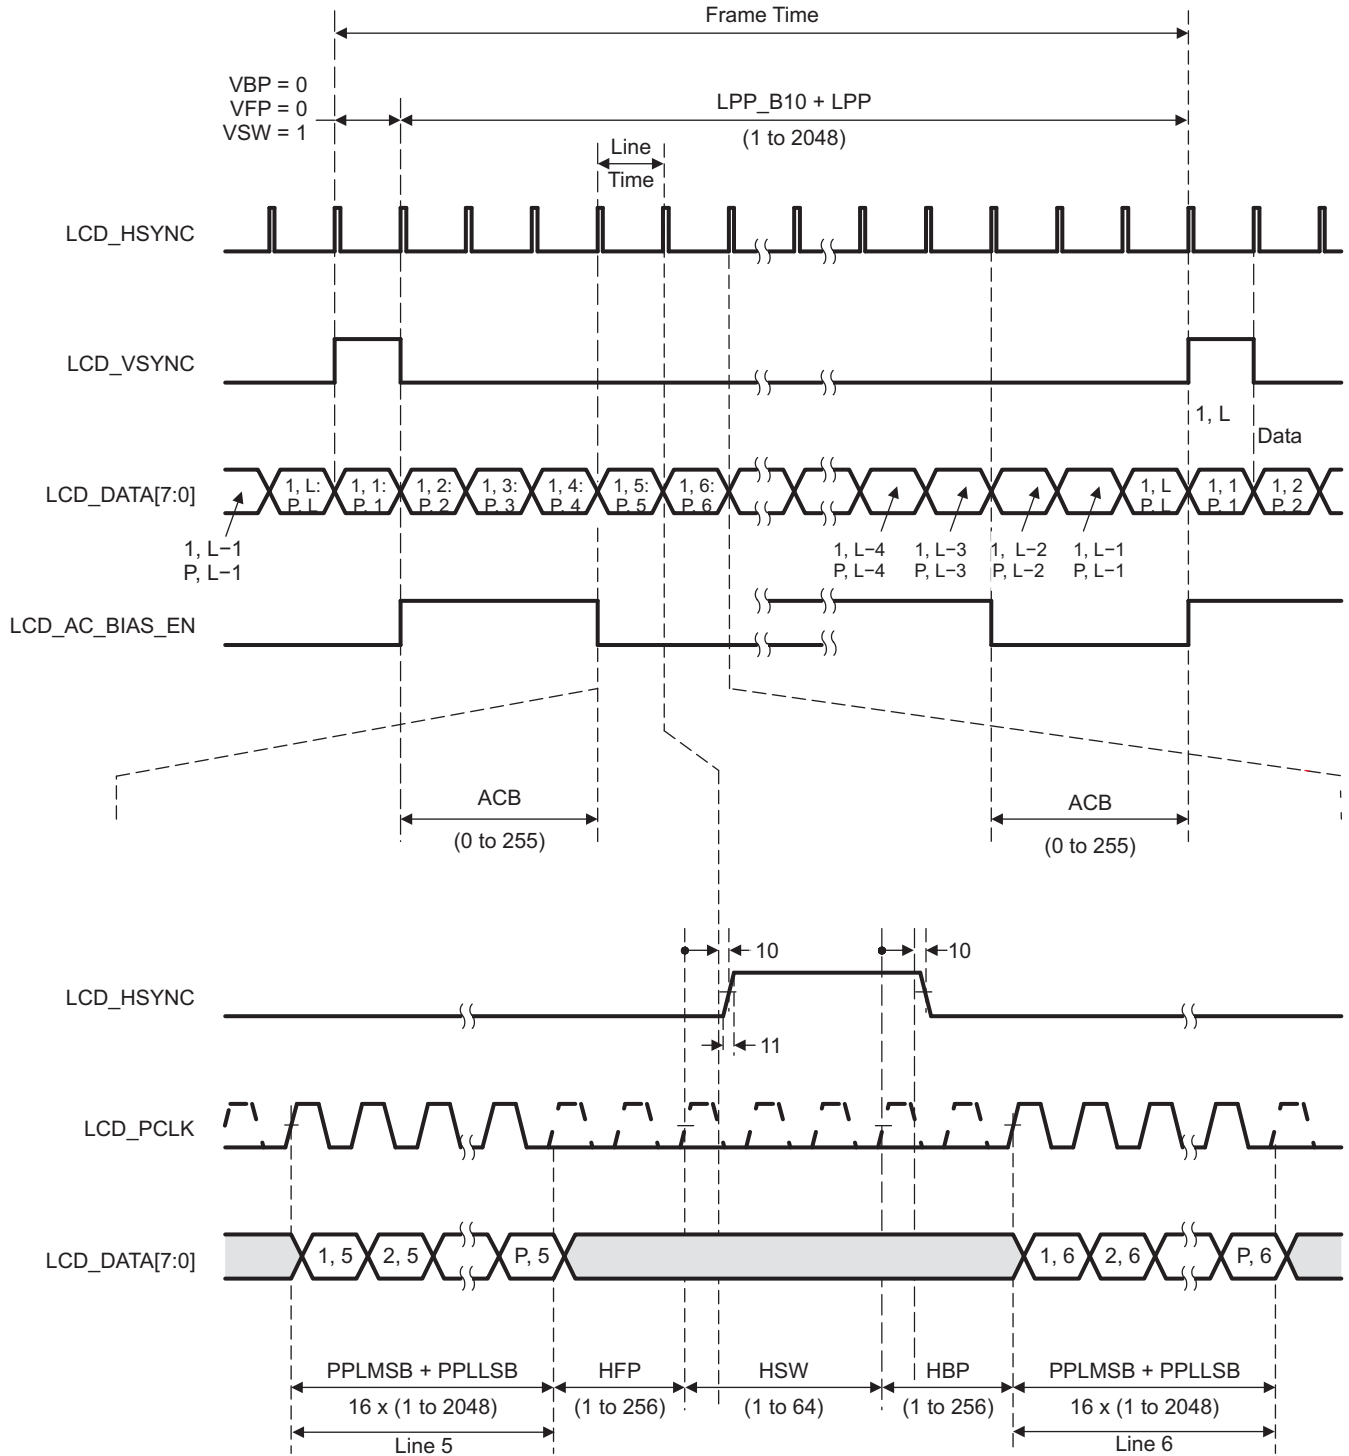 Frame Time
VBP = 0
VFP = 0
VSW = 1
LPP_B10 + LPP
(1 to 2048)
Line
Time
LCD_HSYNC
LCD_VSYNC
1, L
Data
LCD_DATA[7:0]
1, L: 1, 1: 1, 2: 1, 3: 1, 4: 1, 5: 1, 6: 1, L 1, 1 1, 2
P, L P, 1 P, 2 P, 3 P, 4 P, 5 P, 6 P, L P, 1 P, 2
1, L−1 1, L−4 1, L−3 1, L−2 1, L−1
P, L−1 P, L−4 P, L−3 P, L−2 P, L−1
LCD_AC_BIAS_EN
ACB ACB
(0 to 255) (0 to 255)
10 10
LCD_HSYNC
11
LCD_PCLK
LCD_DATA[7:0] 1, 5 2, 5 P, 5 1, 6 2, 6 P, 6
PPLMSB + PPLLSB HFP HSW HBP PPLMSB + PPLLSB
16 x (1 to 2048) (1 to 256) (1 to 64) (1 to 256) 16 x (1 to 2048)
Line 5 Line 6